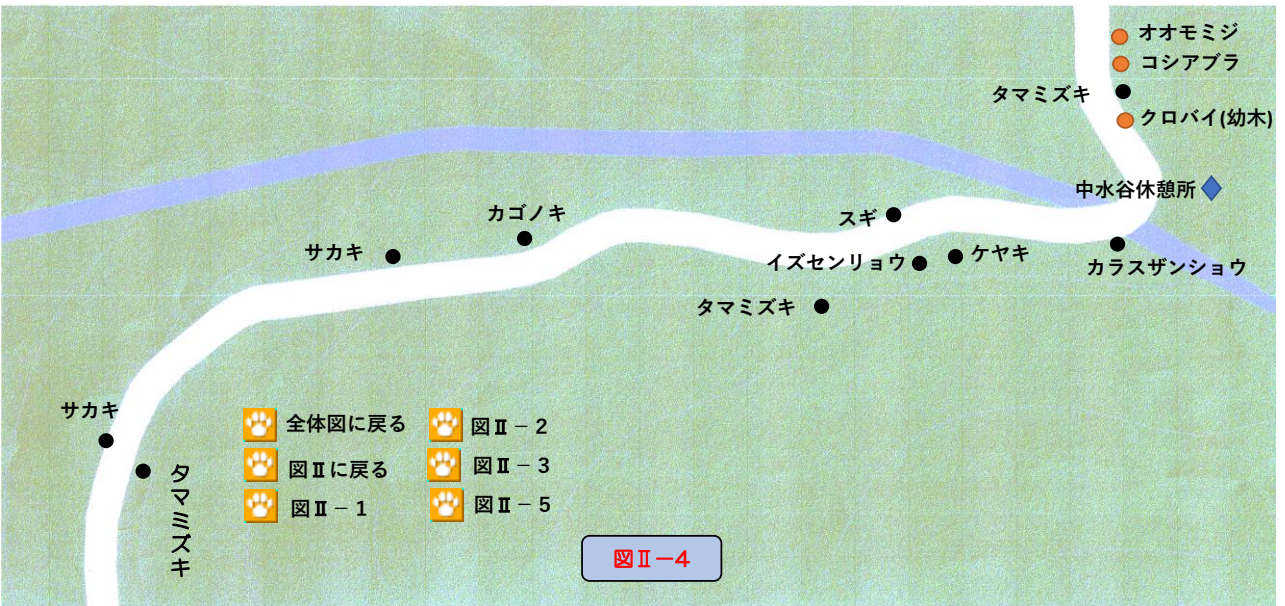 オオモミジ
コシアブラ
タマミズキ
クロバイ(幼木)
中水谷休憩所
カゴノキ
スギ
サカキ
イズセンリョウ
ケヤキ
カラスザンショウ
タマミズキ
サカキ
タマミズキ
全体図に戻る
図Ⅱ－2
図Ⅱに戻る
図Ⅱ－3
図Ⅱ－1
図Ⅱ－5
図Ⅱ－4